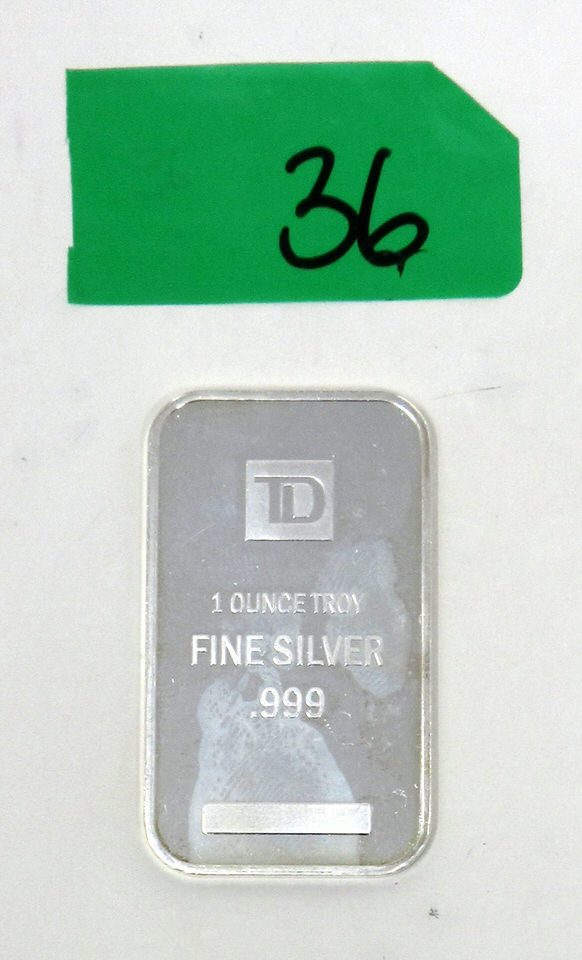 36
TD
1 OUNCE TROY
FINE SILVER
.999